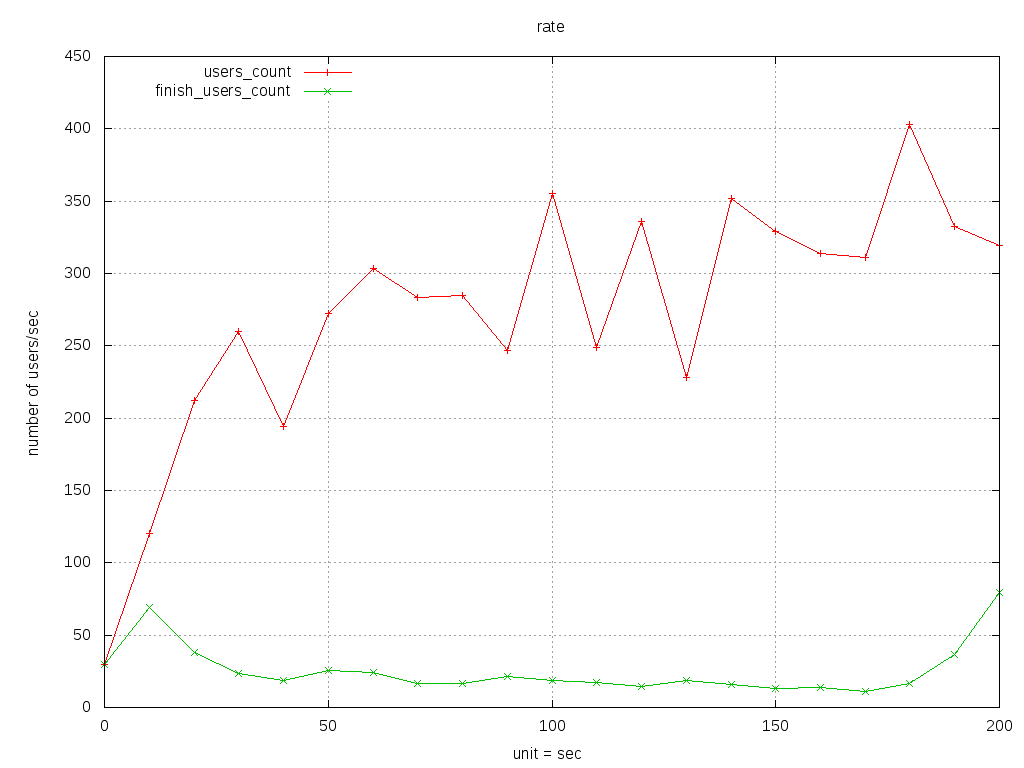 rate
users_count
finish_users_count
450
400
350
300
250
200
150
100
50
0
number of users/sec
0 50 100 150 200
unit = sec